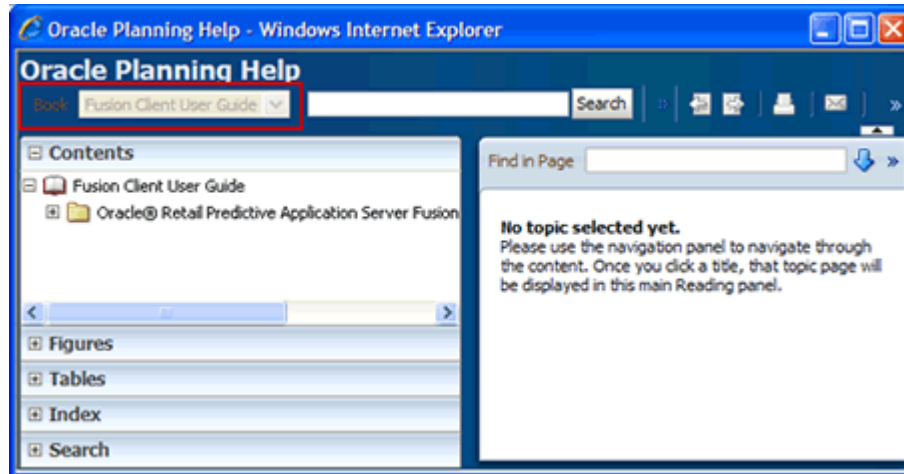 Oracle Planning Help - Windows Internet Explorer
Oracle Planning Help
Book Fusion Client User Guide Search
Contents
Fusion Client User Guide
Oracle® Retail Predictive Application Server Fusion
Figures
Tables
Index
Search
Find in Page
No topic selected yet.
Please use the navigation panel to navigate through
the content. Once you click a title, that topic page will
be displayed in this main Reading panel.